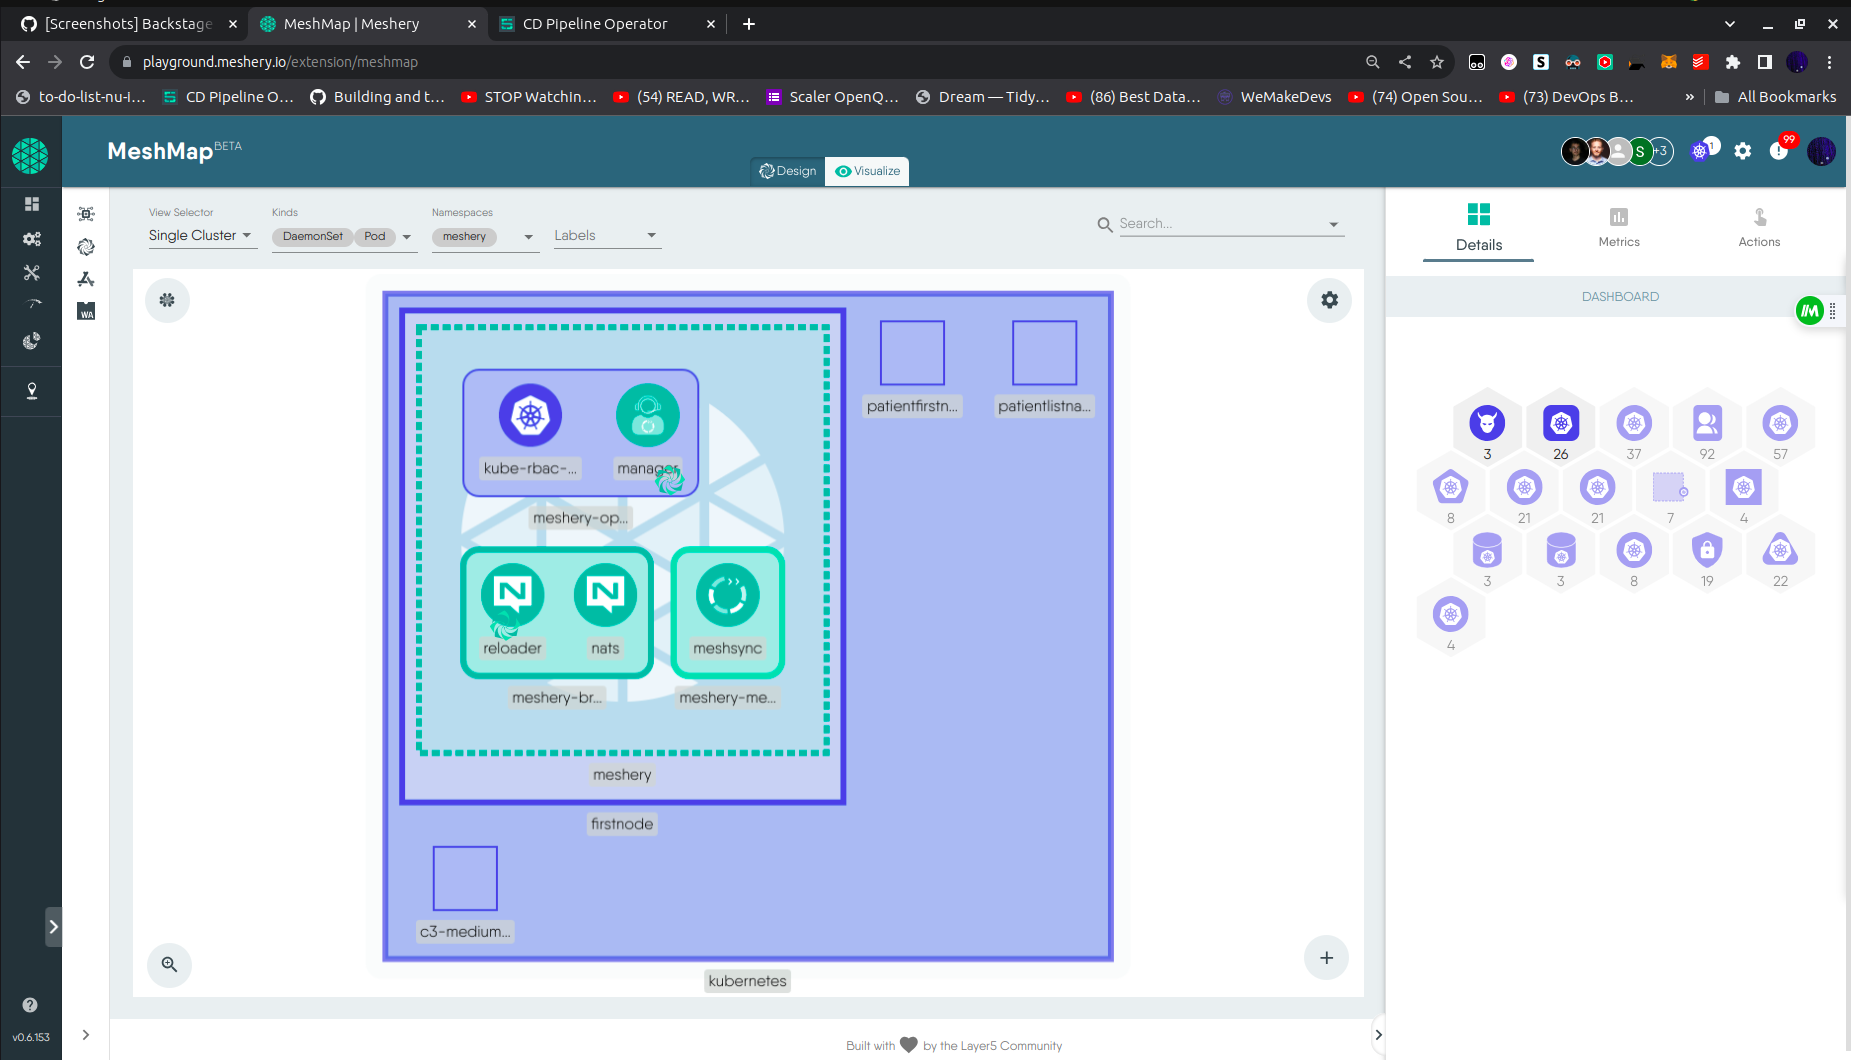 [Screenshots] Backstage
MeshMap | Meshery
CD Pipeline Operator
playground.meshery.io/extension/meshmap
to-do-list-nu-i...
CD Pipeline O...
Building and t...
STOP Watchin...
(54) READ, WR...
Scaler OpenQ...
Dream — Tidy...
(86) Best Data...
WeMakeDevs
(74) Open Sou...
(73) DevOps B...
»
All Bookmarks
MeshMap BETA
Design
Visualize
S
+3
1
99
WA
View Selector
Single Cluster
Kinds
DaemonSet
Pod
Namespaces
meshery
Labels
Search...
Details
Metrics
Actions
DASHBOARD
kube-rbac-...
manager
meshery-op...
reloader
nats
meshsync
meshery-br...
meshery-me...
meshery
firstnode
patientfirstn...
patientlistna...
c3-medium...
kubernetes
3
26
37
92
57
8
21
21
7
4
3
3
8
19
22
4
v0.6.153
Built with
by the Layer5 Community